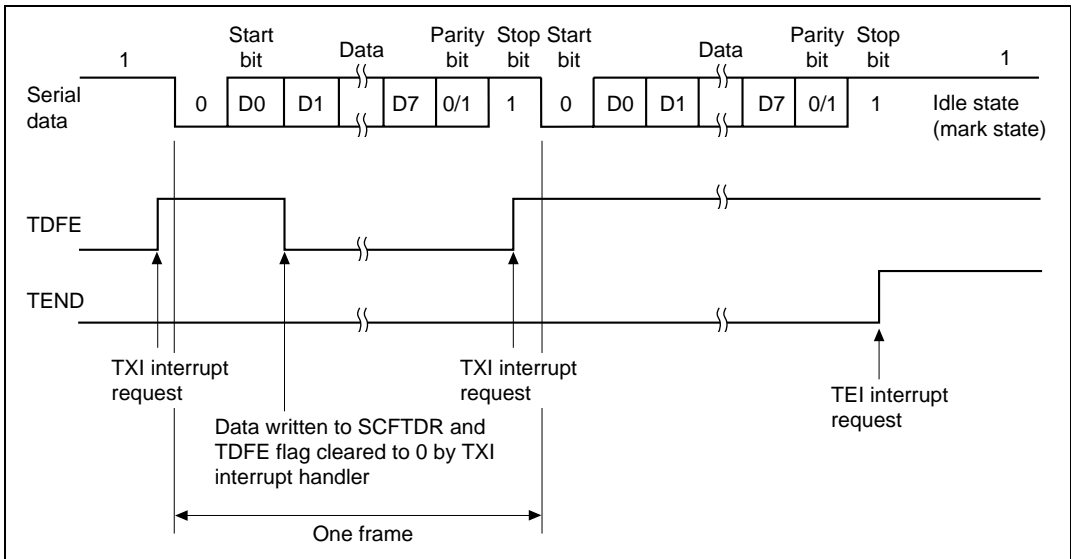 Start bit
Data
Parity bit
Stop bit
Start bit
Data
Parity bit
Stop bit
1
1
Serial data
0
D0
D1
D7
0/1
1
0
D0
D1
D7
0/1
1
Idle state
(mark state)
TDFE
TEND
TXI interrupt
request
TXI interrupt
request
TEI interrupt
request
Data written to SCFTDR and
TDFE flag cleared to 0 by TXI
interrupt handler
One frame